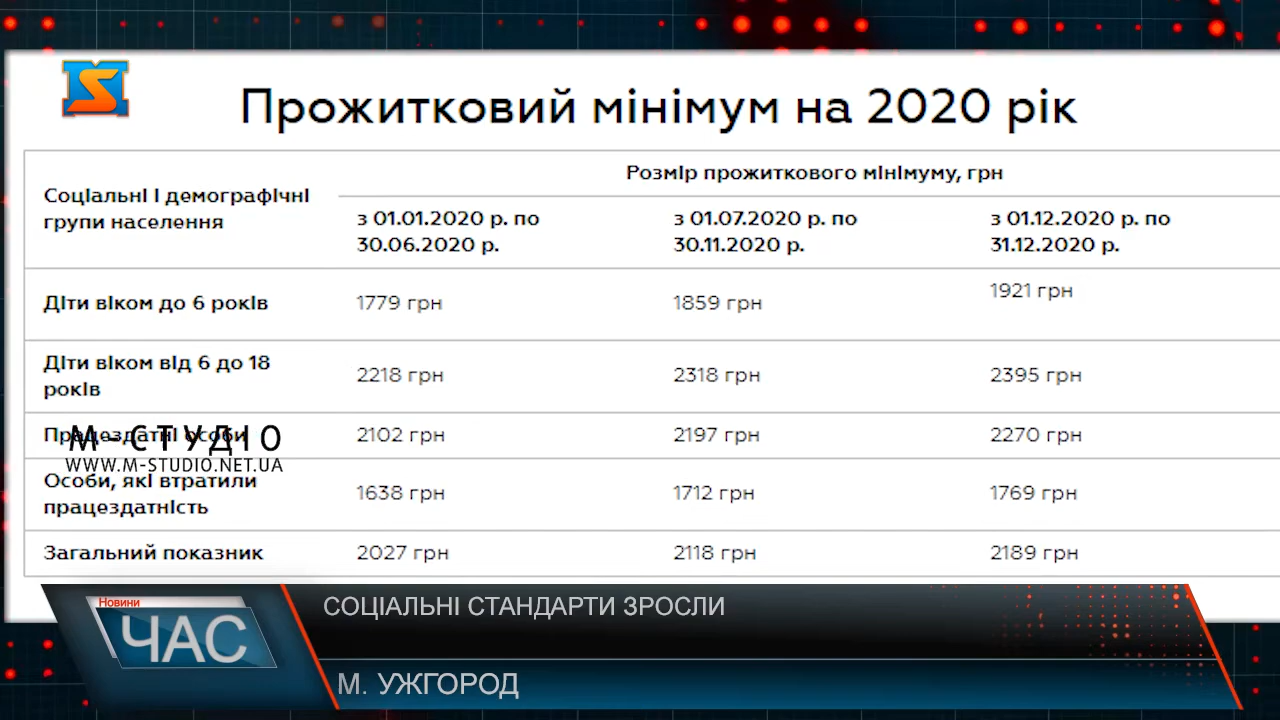 Прожитковий мінімум на 2020 рік
Соціальні і демографічні
групи населення
Розмір прожиткового мінімуму, грн
з 01.01.2020 р. по
30.06.2020 р.
з 01.07.2020 р. по
30.11.2020 р.
з 01.12.2020 р. по
31.12.2020 р.
Діти віком до 6 років
1779 грн
1859 грн
1921 грн
Діти віком від 6 до 18
років
2218 грн
2318 грн
2395 грн
Працездатні особи
2102 грн
2197 грн
2270 грн
М-СТУДІО
WWW.M-STUDIO.NET.UA
Особи, які втратили
працездатність
1638 грн
1712 грн
1769 грн
Загальний показник
2027 грн
2118 грн
2189 грн
Новини
ЧАС
СОЦІАЛЬНІ СТАНДАРТИ ЗРОСЛИ
М. УЖГОРОД